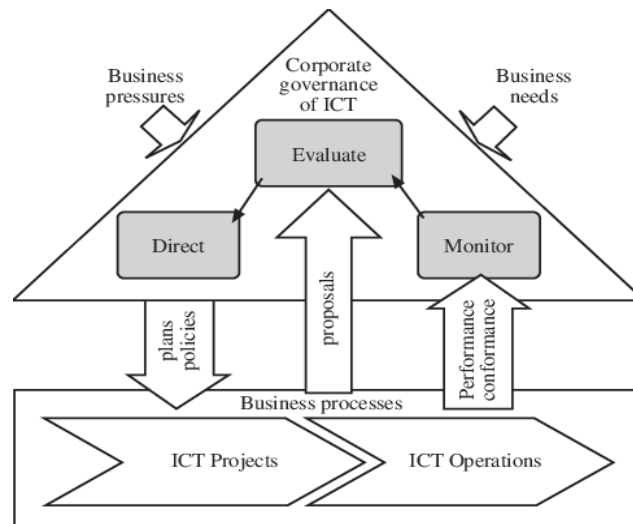 Corporate
governance
of ICT
Business
pressures
Business
needs
Evaluate
Direct
Monitor
plans
policies
proposals
Performance
conformance
Business processes
ICT Projects
ICT Operations